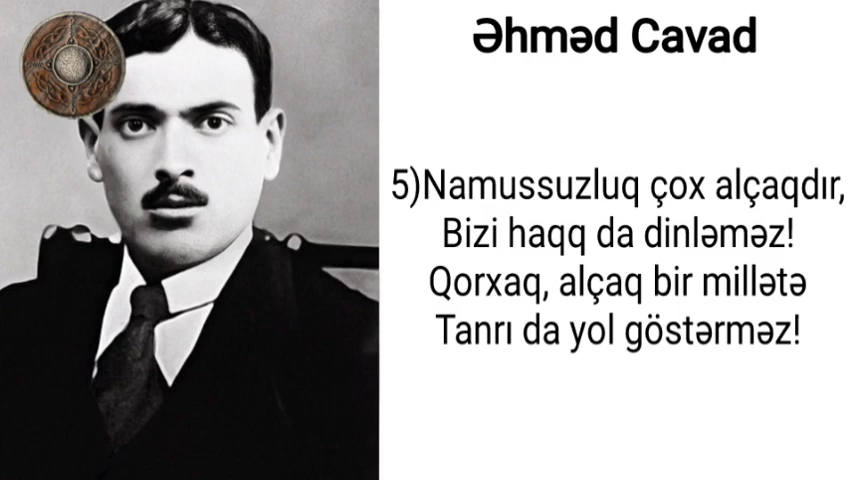 Əhməd Cavad
5)Namussuzluq çox alçaqdır,
Bizi haqq da dinləməz!
Qorxaq, alçaq bir millətə
Tanrı da yol göstərməz!